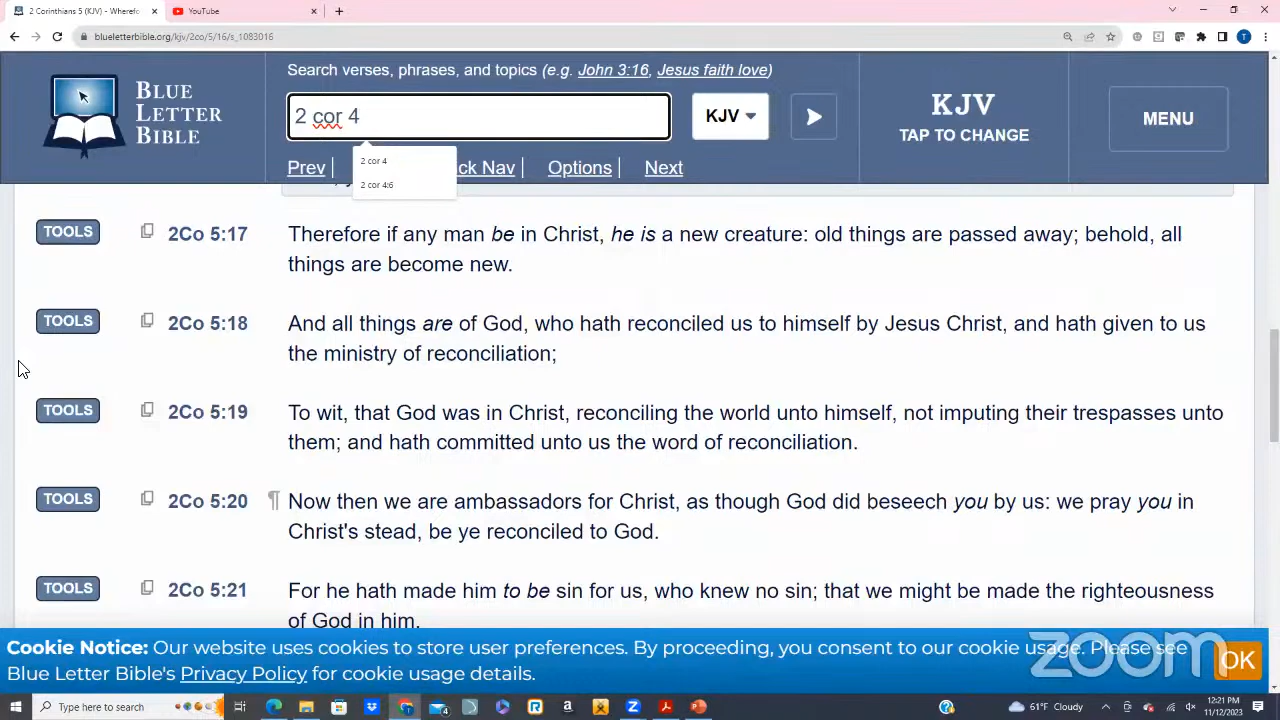 2 Corinthians 5 (KJV) - Wherefo
YouTube
blueletterbible.org/kjv/2co/5/16/s_1083016
T
BLUE
LETTER
BIBLE
Search verses, phrases, and topics (e.g. John 3:16, Jesus faith love)
2 cor 4
KJV
KJV
TAP TO CHANGE
MENU
2 cor 4
2 cor 4:6
Prev | ck Nav | Options | Next
TOOLS 2Co 5:17 Therefore if any man be in Christ, he is a new creature: old things are passed away; behold, all
things are become new.
TOOLS 2Co 5:18 And all things are of God, who hath reconciled us to himself by Jesus Christ, and hath given to us
the ministry of reconciliation;
TOOLS 2Co 5:19 To wit, that God was in Christ, reconciling the world unto himself, not imputing their trespasses unto
them; and hath committed unto us the word of reconciliation.
TOOLS 2Co 5:20 ¶ Now then we are ambassadors for Christ, as though God did beseech you by us: we pray you in
Christ's stead, be ye reconciled to God.
TOOLS 2Co 5:21 For he hath made him to be sin for us, who knew no sin; that we might be made the righteousness
of God in him.
Cookie Notice: Our website uses cookies to store user preferences. By proceeding, you consent to our cookie usage. Please see
Blue Letter Bible's Privacy Policy for cookie usage details.
OK
zoom
Type here to search
61°F Cloudy
12:21 PM
11/12/2023